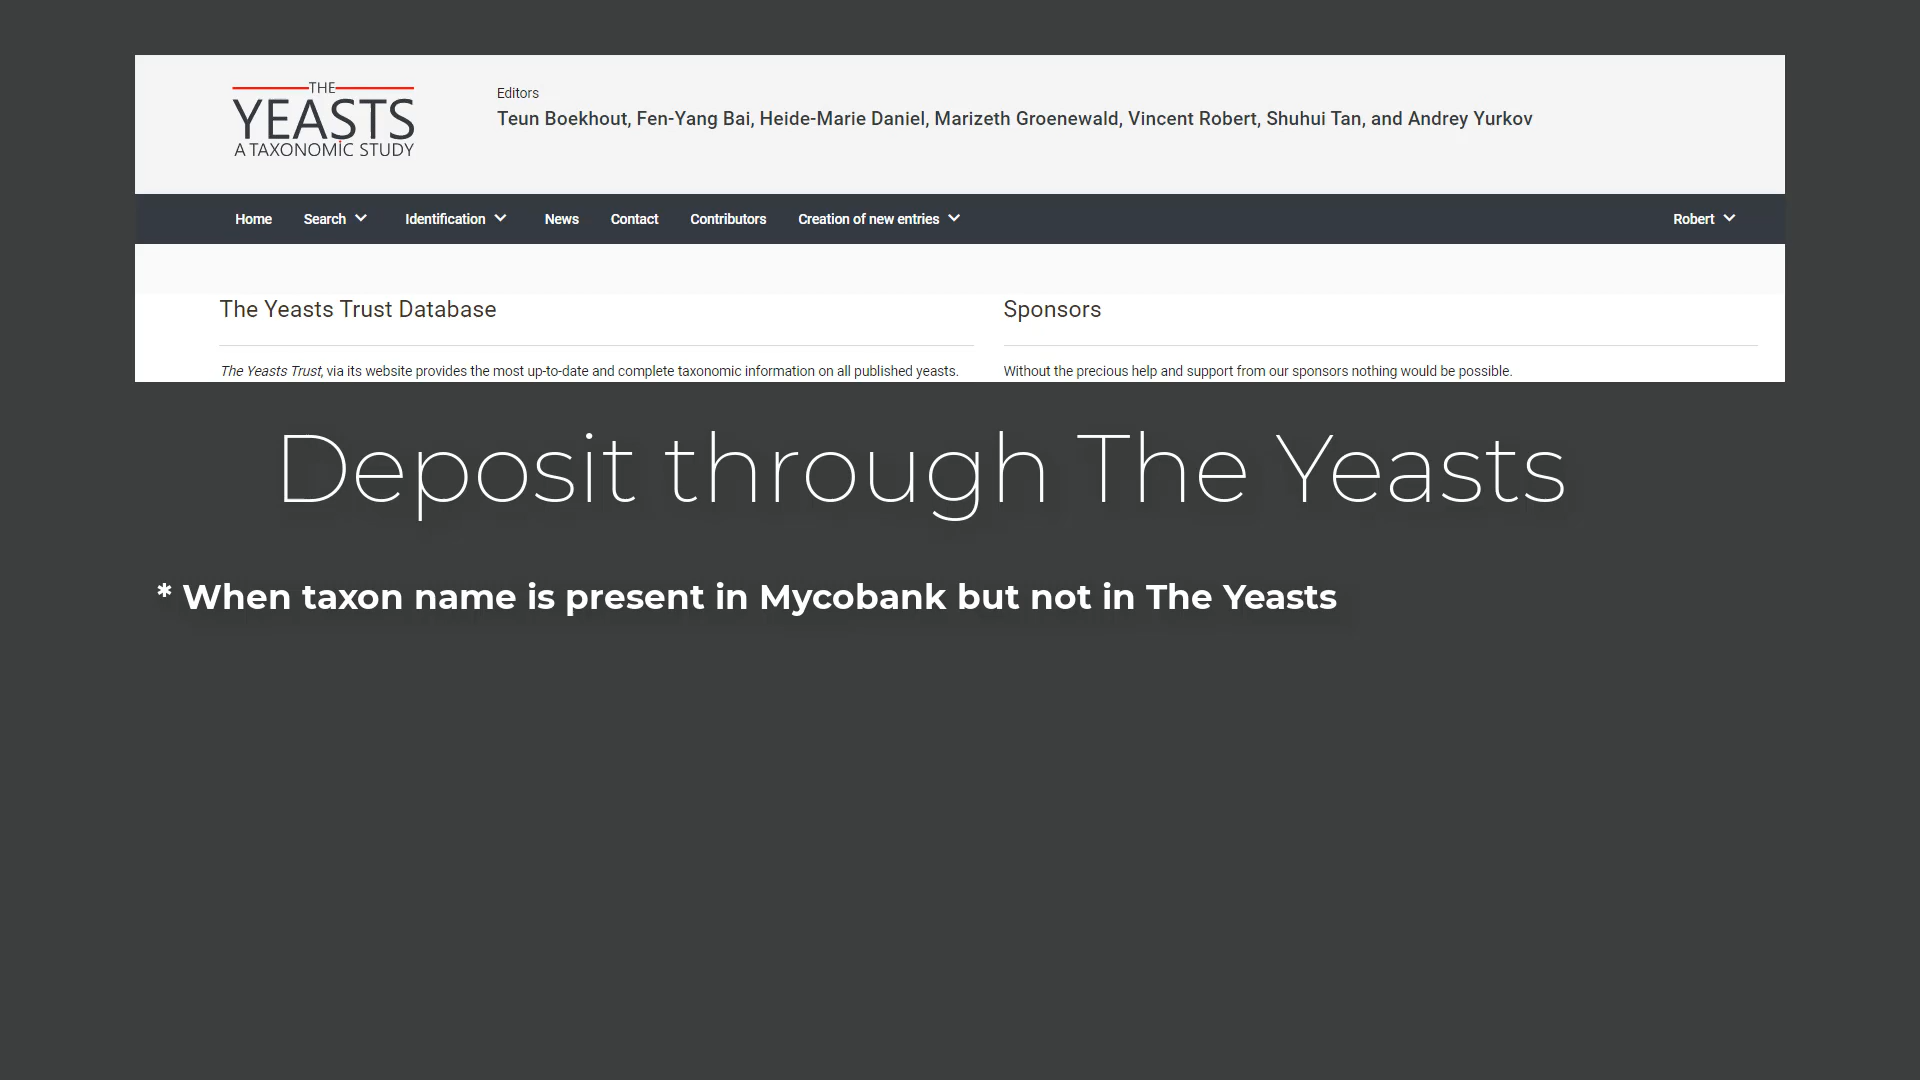 THE
YEASTS
A TAXONOMIC STUDY
Editors
Teun Boekhout, Fen-Yang Bai, Heide-Marie Daniel, Marizeth Groenewald, Vincent Robert, Shuhui Tan, and Andrey Yurkov
Home Search Identification News Contact Contributors Creation of new entries Robert
The Yeasts Trust Database
The Yeasts Trust, via its website provides the most up-to-date and complete taxonomic information on all published yeasts.
Sponsors
Without the precious help and support from our sponsors nothing would be possible.
Deposit through The Yeasts
* When taxon name is present in Mycobank but not in The Yeasts